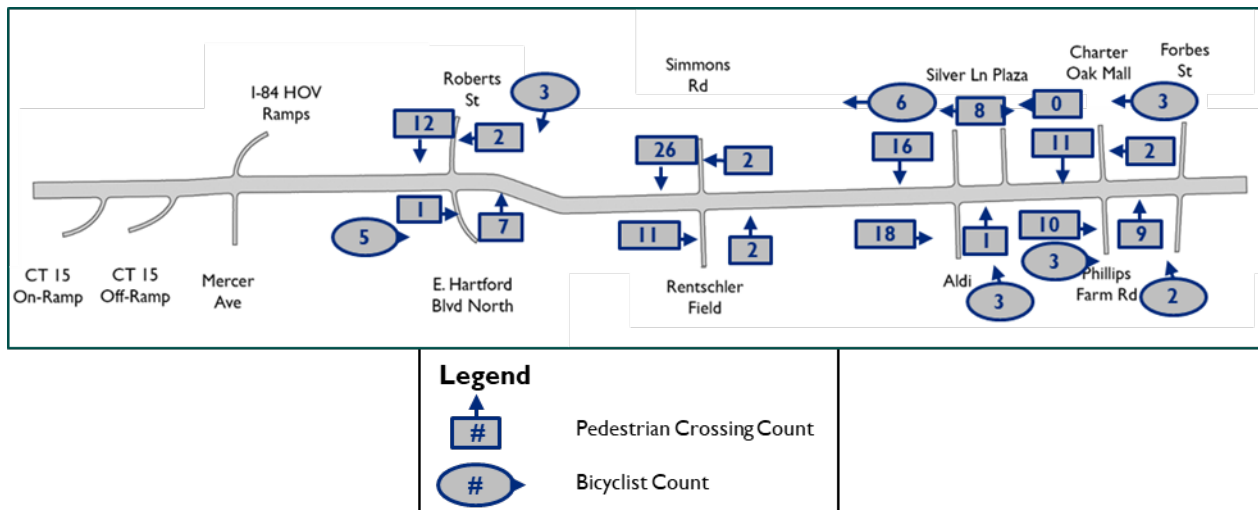 Charter
Oak Mall
Forbes
St
Simmons
Rd
Silver Ln Plaza
Roberts
St
I-84 HOV
Ramps
3
6
8
0
3
12
2
26
2
16
11
2
1
7
5
11
2
18
1
10
9
3
3
2
CT 15
On-Ramp
CT 15
Off-Ramp
Mercer
Ave
E. Hartford
Blvd North
Rentschler
Field
Aldi
Phillips
Farm Rd
Legend
# Pedestrian Crossing Count
# Bicyclist Count